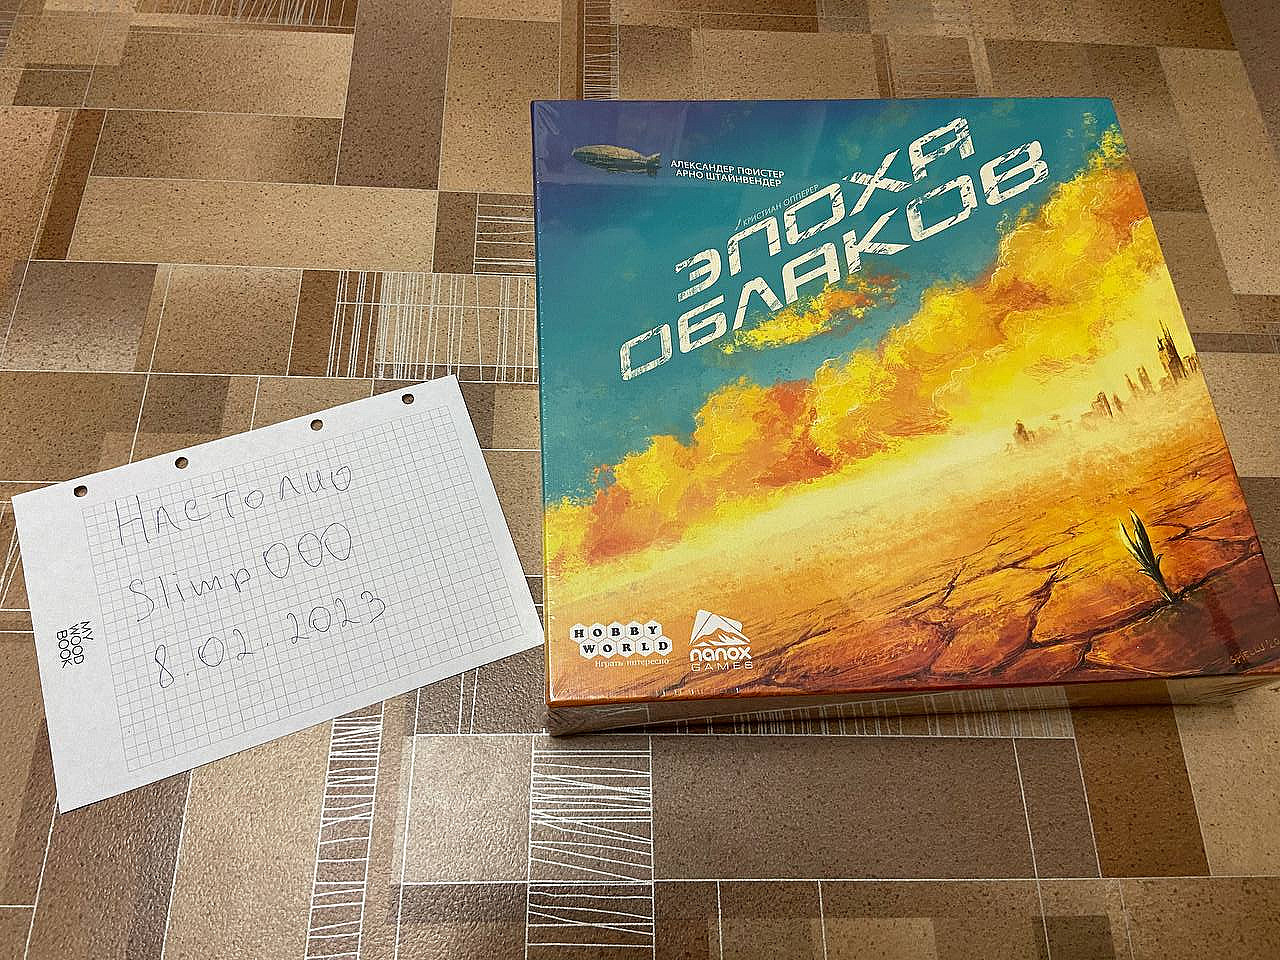 Настолио
Slimp000
8.02.2023
MY
WOOD
BOOK
АЛЕКСАНДЕР ПФИСТЕР
АРНО ШТАЙНВЕНДЕР
КРИСТИАН ОППЕРЕР
ЭПОХА
ОБЛАКОВ
HOBBY
WORLD
Играть интересно
nanox
GAMES